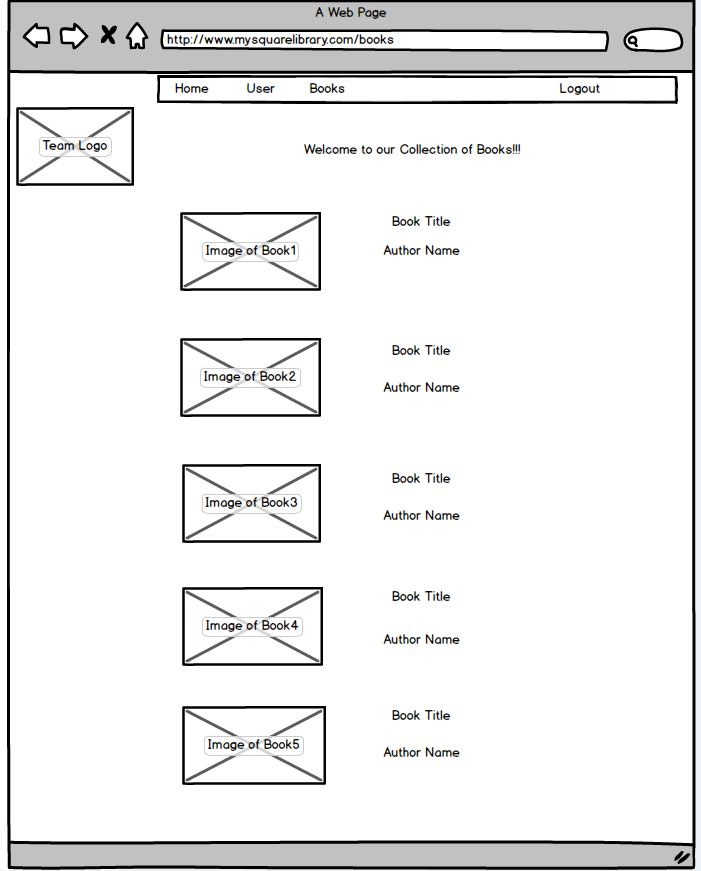 A Web Page
http://www.mysquarelibrary.com/books
Home User Books Logout
Team Logo
Welcome to our Collection of Books!!!
Image of Book1
Book Title
Author Name
Image of Book2
Book Title
Author Name
Image of Book3
Book Title
Author Name
Image of Book4
Book Title
Author Name
Image of Book5
Book Title
Author Name